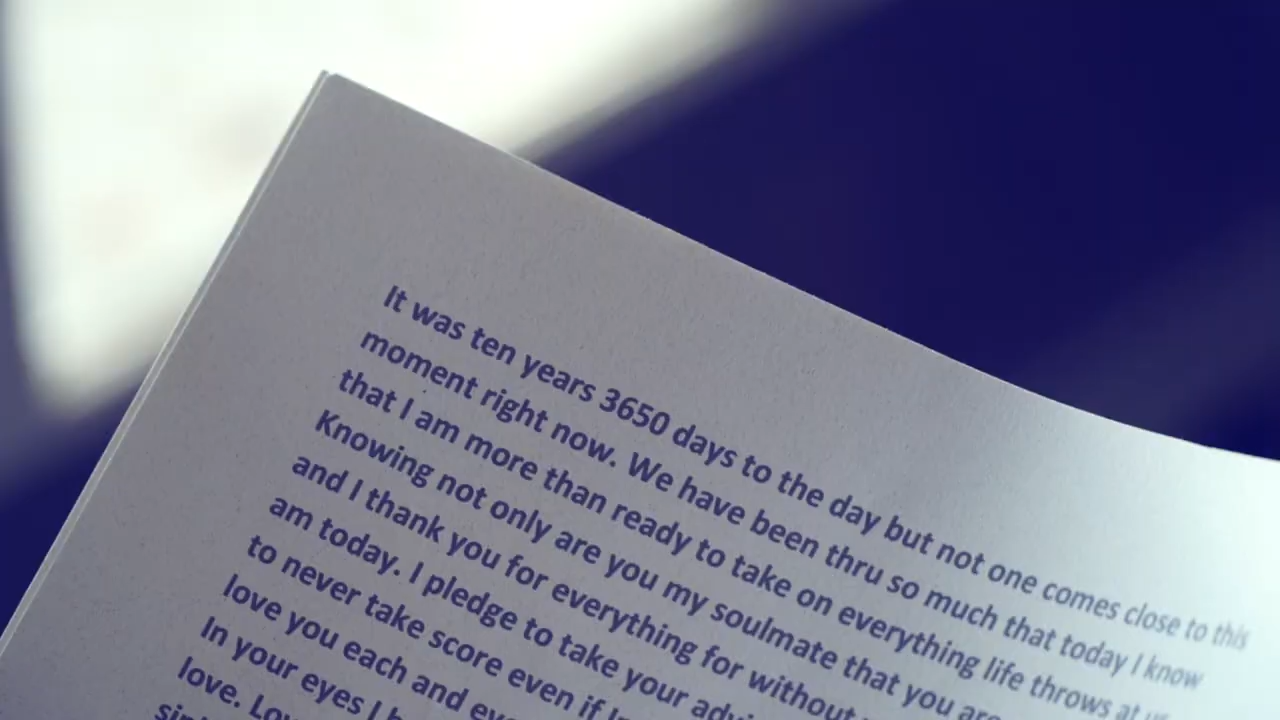 It was ten years 3650 days to the day but not one comes close to this
moment right now. We have been thru so much that today I know
that I am more than ready to take on everything life throws at us
Knowing not only are you my soulmate that you are
and I thank you for everything for without
am today. I pledge to take your
to never take score even if
love you each and
In your eyes I
love.